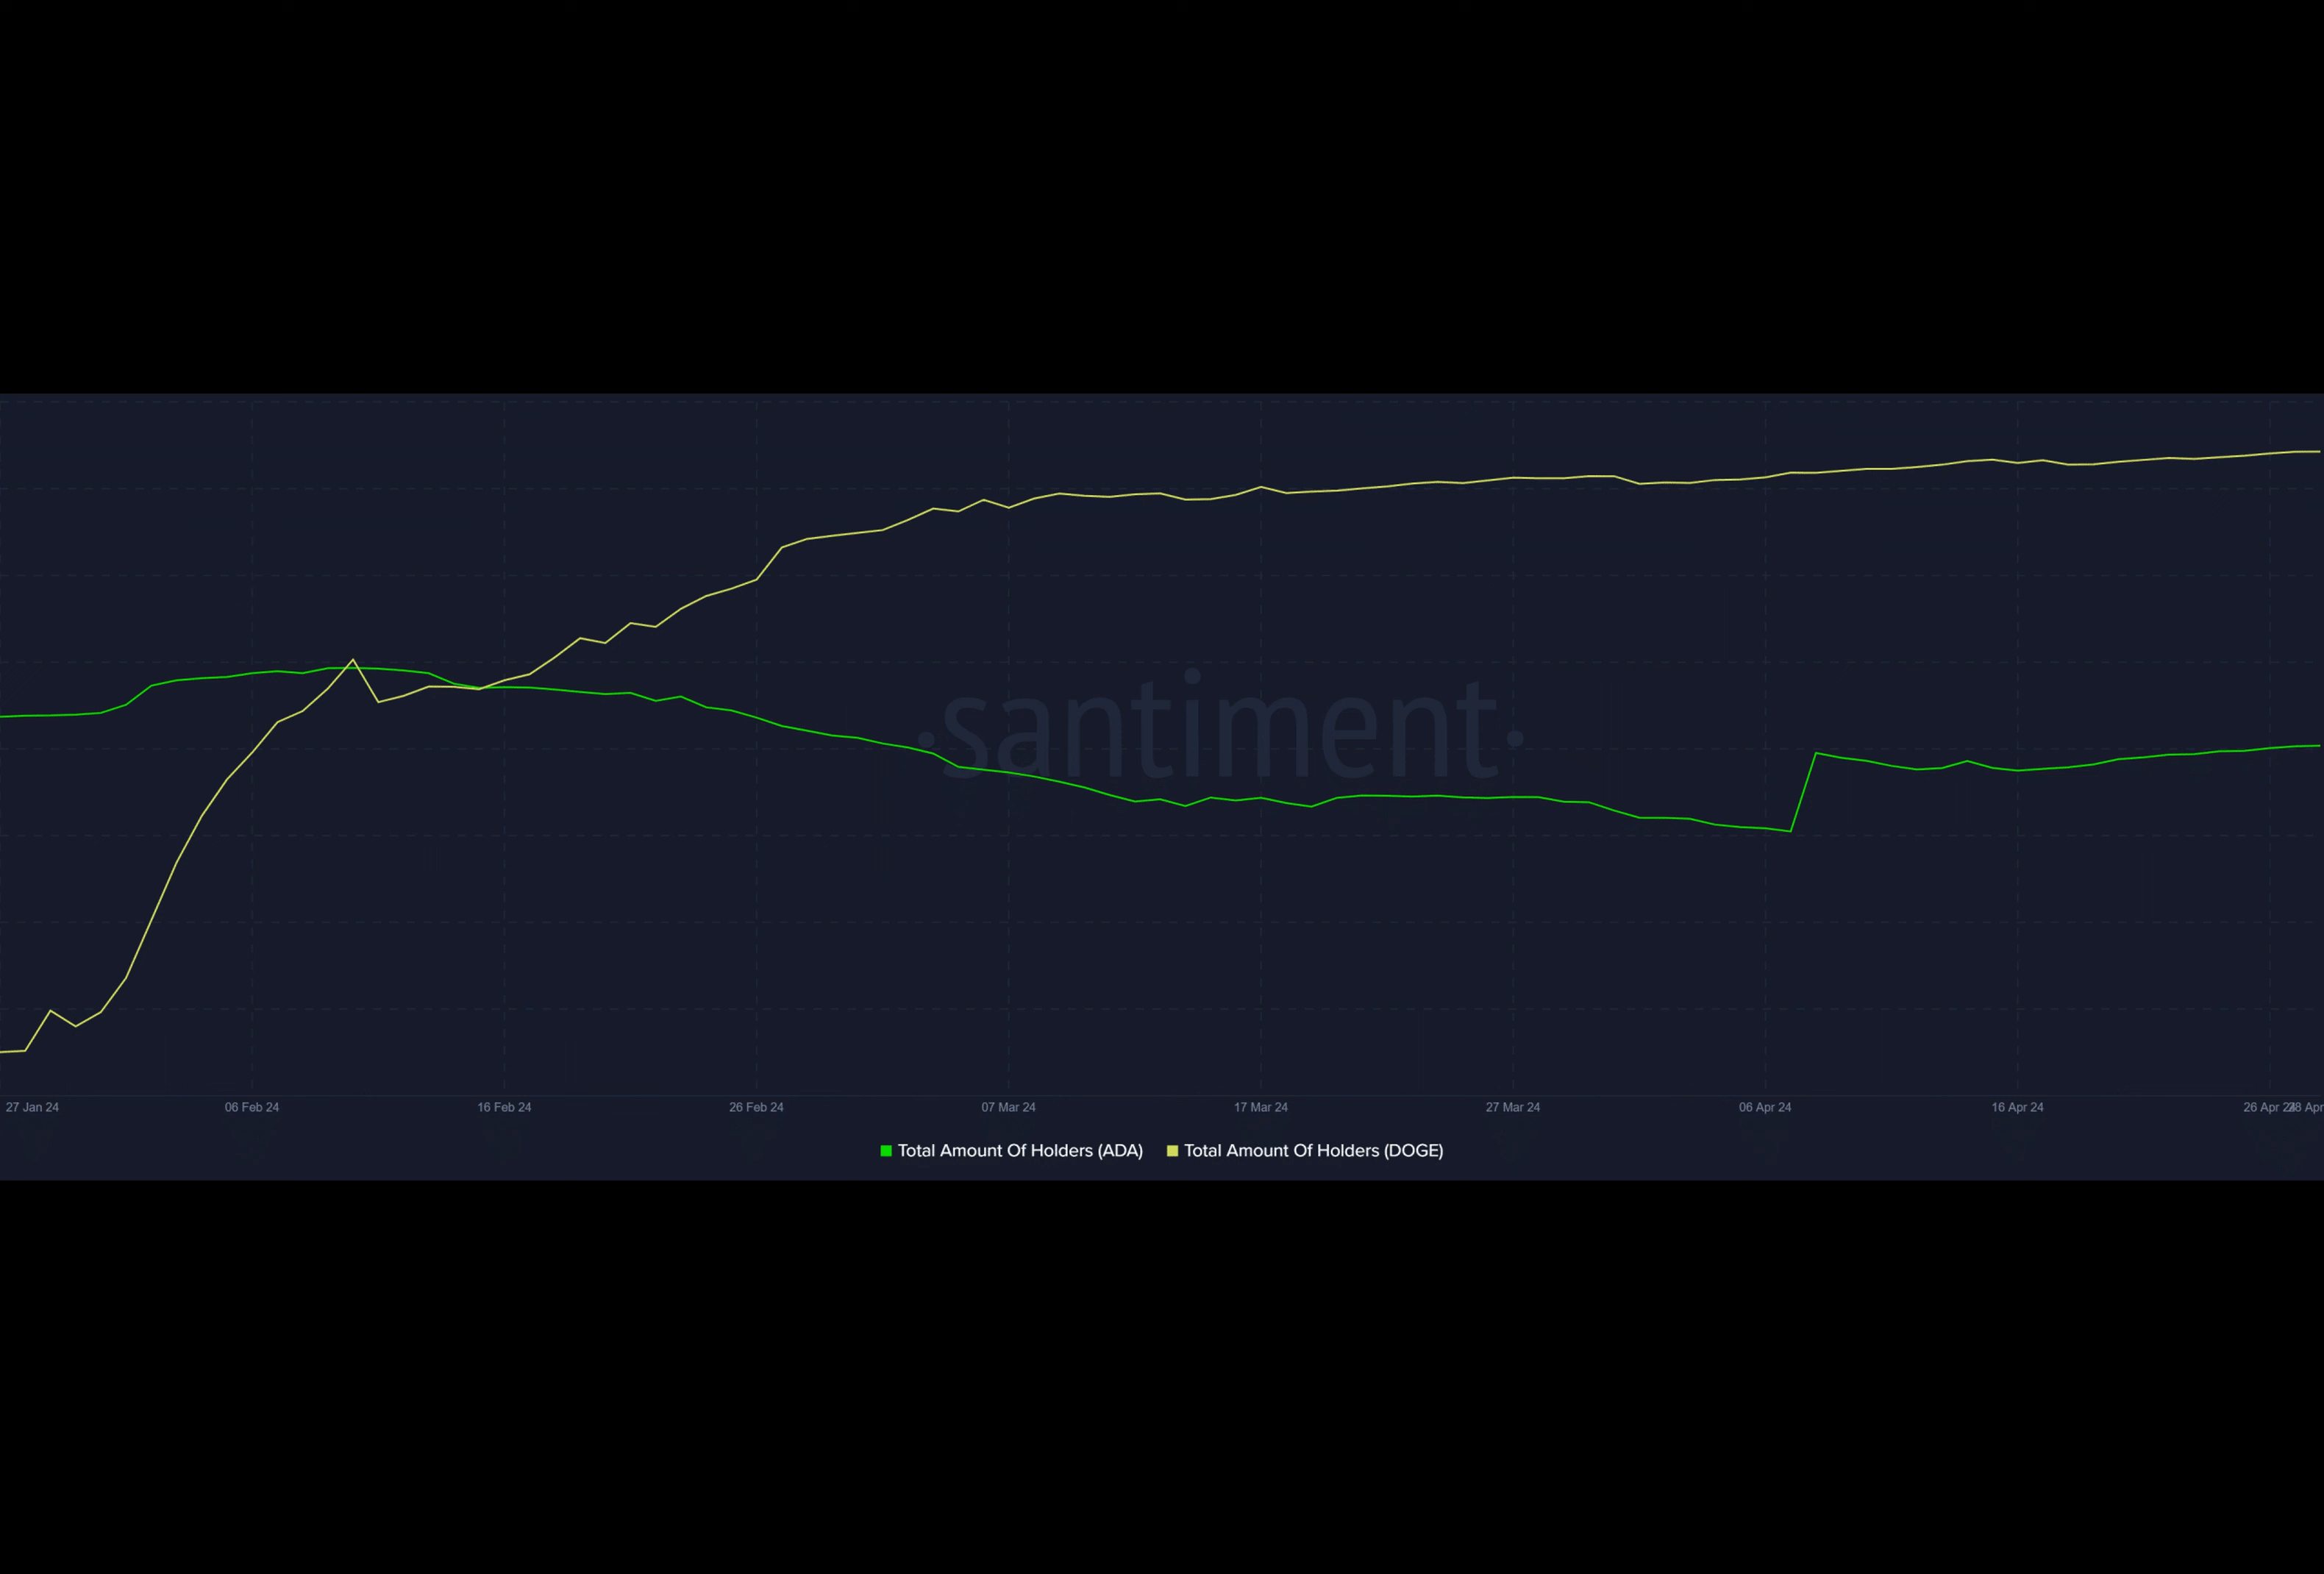 ·santiment·
27 Jan 24 06 Feb 24 16 Feb 24 26 Feb 24 07 Mar 24 17 Mar 24 27 Mar 24 06 Apr 24 16 Apr 24 26 Apr
Total Amount Of Holders (ADA) Total Amount Of Holders (DOGE)